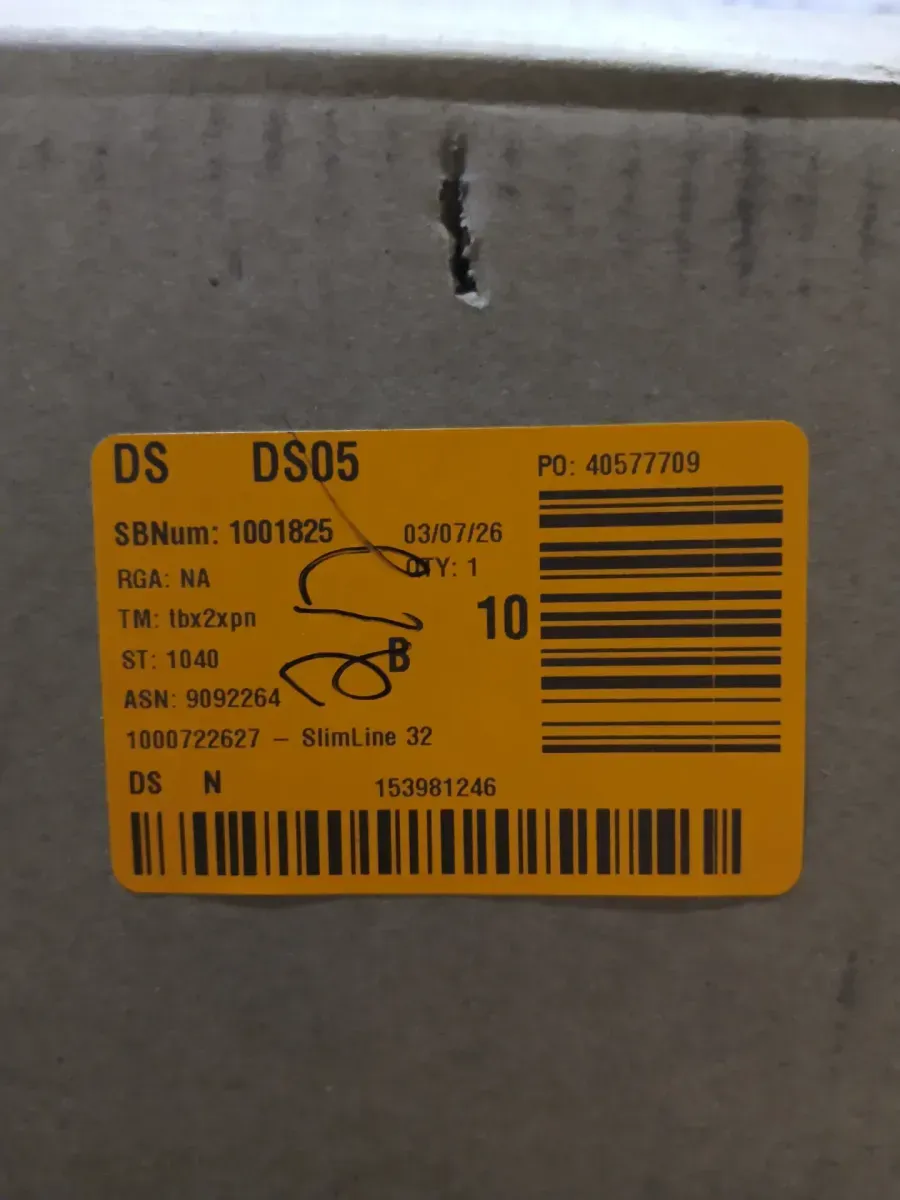 DS DS05
PO: 40577709
SBNum: 1001825 03/07/26
RGA: NA QTY: 1
TM: tbx2xpn 10
ST: 1040 B
ASN: 9092264
1000722627 – SlimLine 32
DS N 153981246